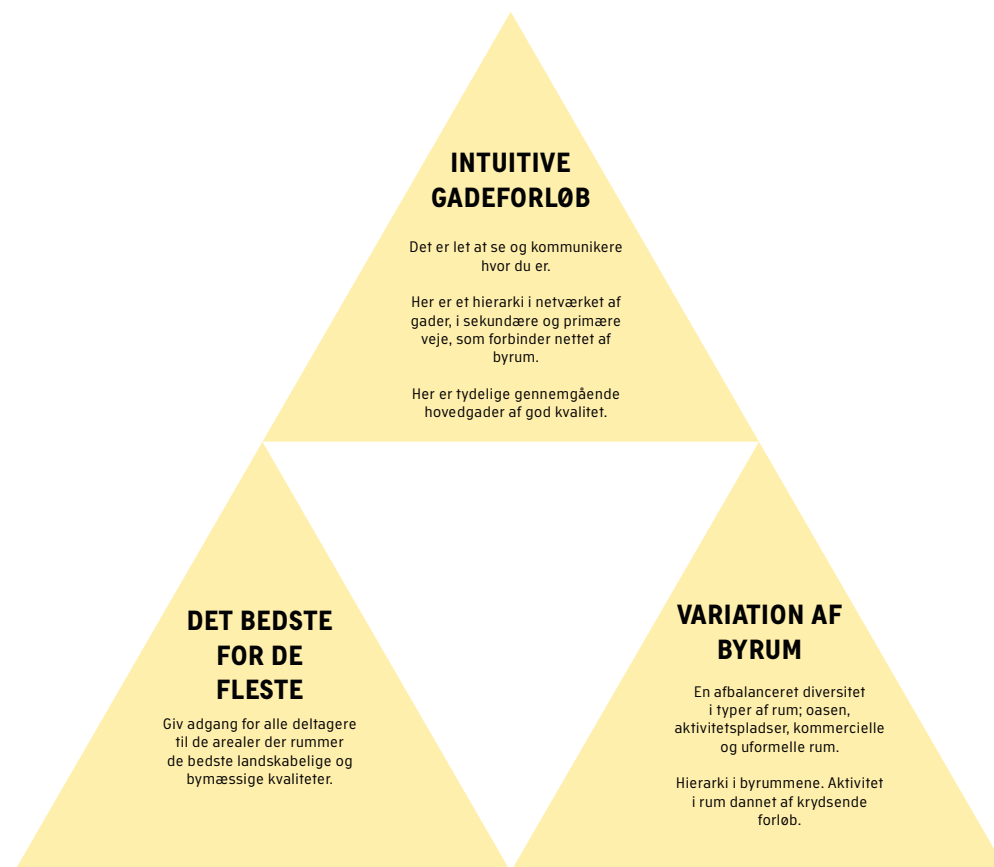 INTUITIVE
GADEFORLØB
Det er let at se og kommunikere
hvor du er.
Her er et hierarki i netværket af
gader, i sekundære og primære
veje, som forbinder nettet af
byrum.
Her er tydelige gennemgående
hovedgader af god kvalitet.
DET BEDSTE
FOR DE
FLESTE
Giv adgang for alle deltagere
til de arealer der rummer
de bedste landskabelige og
bymæssige kvaliteter.
VARIATION AF
BYRUM
En afbalanceret diversitet
i typer af rum; oasen,
aktivitetspladser, kommercielle
og uformelle rum.
Hierarki i byrummene. Aktivitet
i rum dannet af krydsende
forløb.